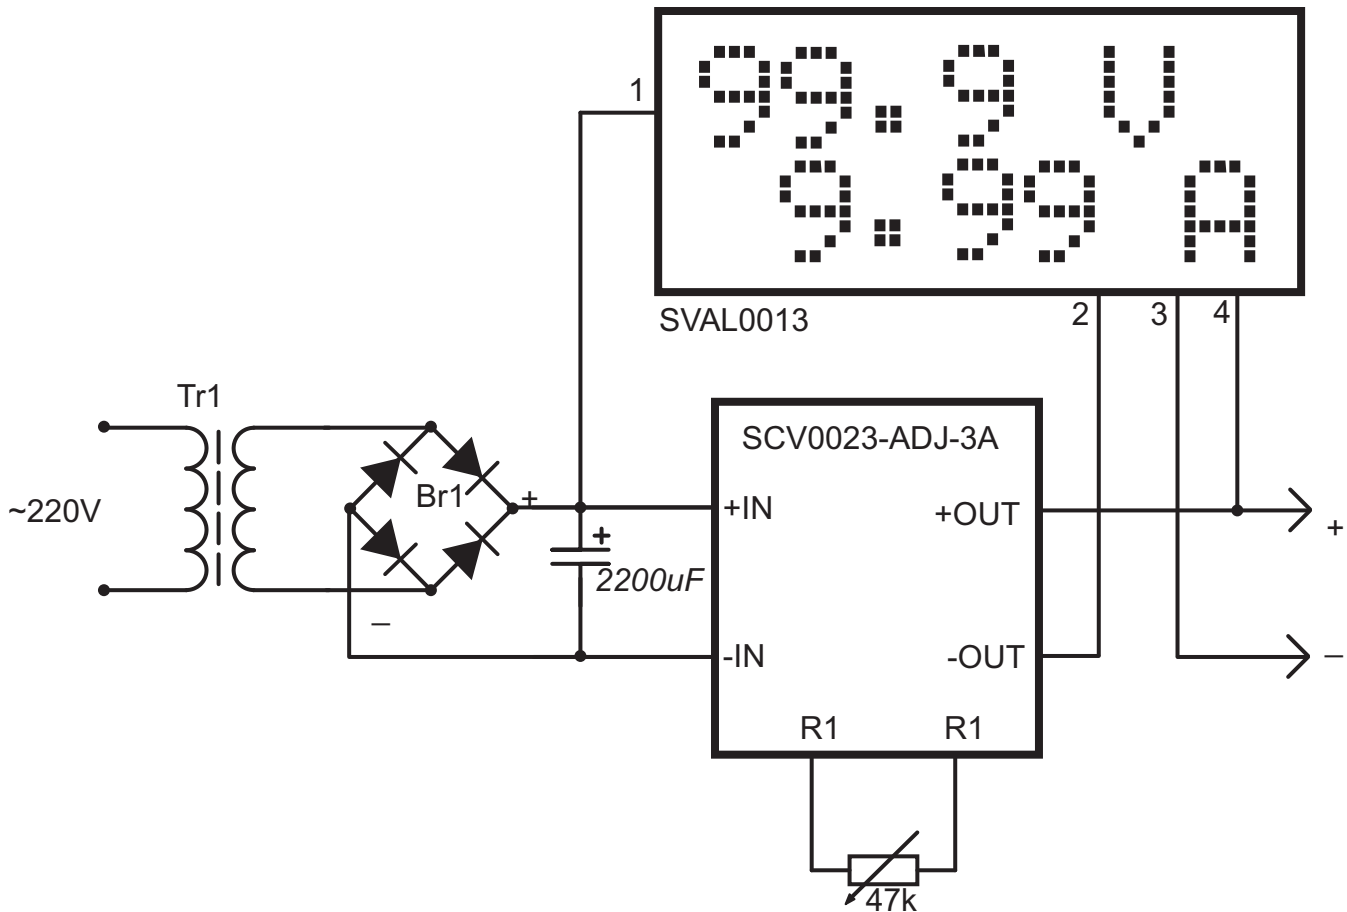 99.9 V
9.99 A
1
SVAL0013
2
3
4
Tr1
SCV0023-ADJ-3A
~220V
Br1
+
+IN
+OUT
+
+
2200uF
–
-IN
-OUT
–
R1
R1
47k